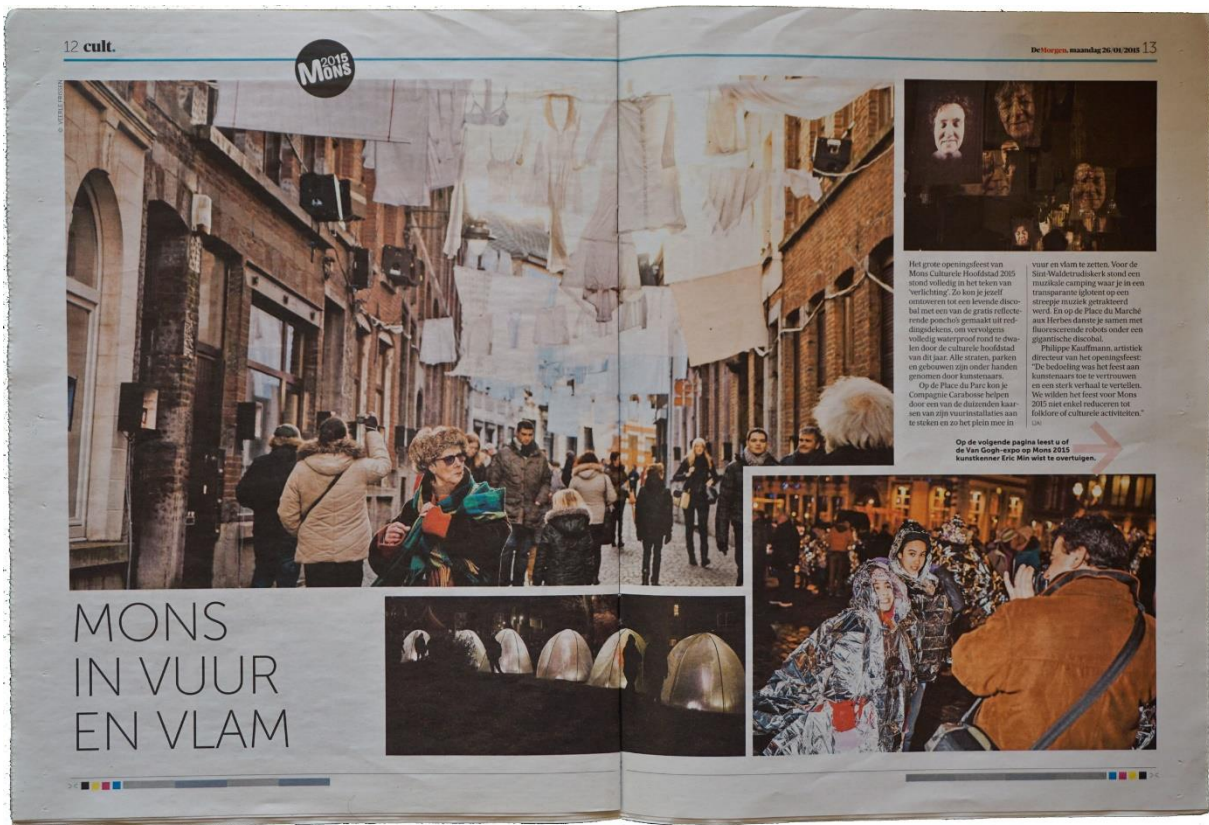 12 cult.
2015
MONS
De Morgen, maandag 26/01/2015 13
© VEERLE FRISSEN
Het grote openingsfeest van
Mons Culturele Hoofdstad 2015
stond volledig in het teken van
‘verlichting’. Zo kon je jezelf
omtoveren tot een levende disco-
bal met een van de gratis reflecte-
rende poncho’s gemaakt uit red-
dingsdekens, om vervolgens
volledig waterproof rond te dwa-
len door de culturele hoofdstad
van dit jaar. Alle straten, parken
en gebouwen zijn onder handen
genomen door kunstenaars.
Op de Place du Parc kon je
Compagnie Carabosse helpen
door een van de duizenden kaar-
sen van zijn vuurinstallaties aan
te steken en zo het plein mee in
vuur en vlam te zetten. Voor de
Sint-Waldetrudiskerk stond een
muzikale camping waar je in een
transparante iglotent op een
streepje muziek getrakteerd
werd. En op de Place du Marché
aux Herbes danste je samen met
fluorescerende robots onder een
gigantische discobal.
Philippe Kauffmann, artistiek
directeur van het openingsfeest:
“De bedoeling was het feest aan
kunstenaars toe te vertrouwen
en een sterk verhaal te vertellen.
We wilden het feest voor Mons
2015 niet enkel reduceren tot
folklore of culturele activiteiten.”
Op de volgende pagina leest u of
de Van Gogh-expo op Mons 2015
kunstkenner Eric Min wist te overtuigen.
MONS
IN VUUR
EN VLAM